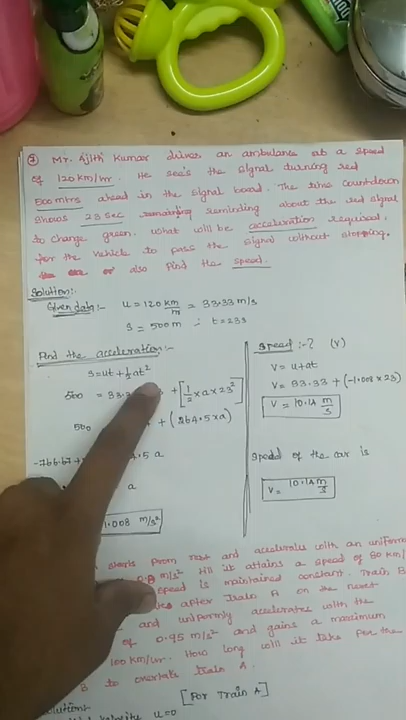 ③ Mr. Ajith Kumar drives an ambulance at a speed
of 120 km/hr. He sees the signal turning red
500 mtrs ahead in the signal board. The time countdown
shows 23 sec remaining reminding about the red signal
to change green. What will be acceleration required,
for the vehicle to pass the signal without stopping.
also find the speed.
Solution:-
Given data:- u = 120 km/m = 33.33 m/s
s = 500 m ; t = 23s
Find the acceleration:-
s = ut + ½ at²
500 = 33.3 + [½ × a × 23²]
500 + (264.5 × a)
-766.67 .5 a
a
1.008 m/s²
Speed :- ? (v)
v = u + at
v = 33.33 + (-1.008 × 23)
v = 10.14 m/s
Speed of the car is
v = 10.14 m/s
starts from rest and accelerates with an uniform
0.8 m/s² till it attains a speed of 80 km/
speed is maintained constant. Train B
after Train A on the next
and uniformly accelerates with the
of 0.95 m/s² and gains a maximum
100 km/hr. How long will it take for the
B to overtake train A.
[For Train A]
u = 0